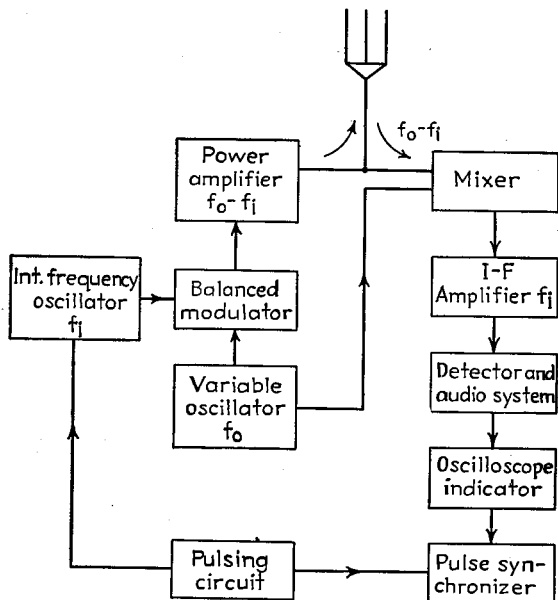 f₀-fᵢ
Power
amplifier
f₀-fᵢ
Mixer
Int. frequency
oscillator
fᵢ
Balanced
modulator
I-F
Amplifier fᵢ
Variable
oscillator
f₀
Detector and
audio system
Oscilloscope
indicator
Pulsing
circuit
Pulse syn-
chronizer